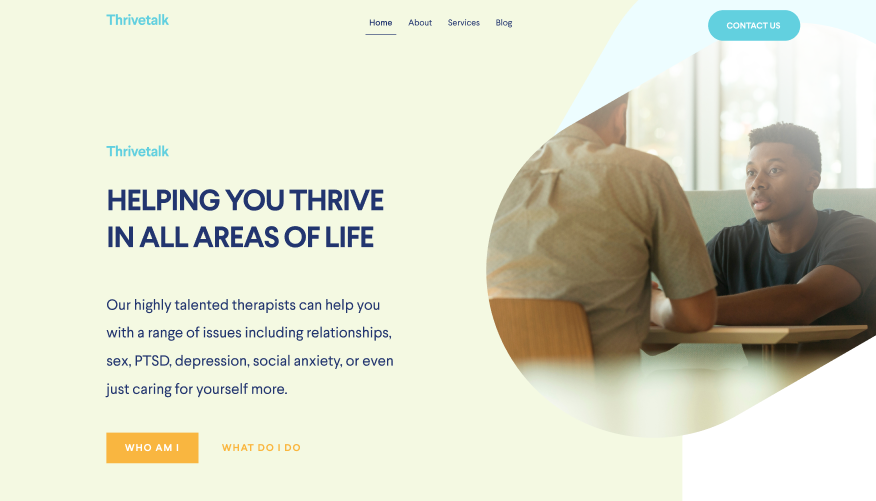 Thrivetalk
Home About Services Blog
CONTACT US
Thrivetalk
HELPING YOU THRIVE
IN ALL AREAS OF LIFE
Our highly talented therapists can help you
with a range of issues including relationships,
sex, PTSD, depression, social anxiety, or even
just caring for yourself more.
WHO AM I
WHAT DO I DO